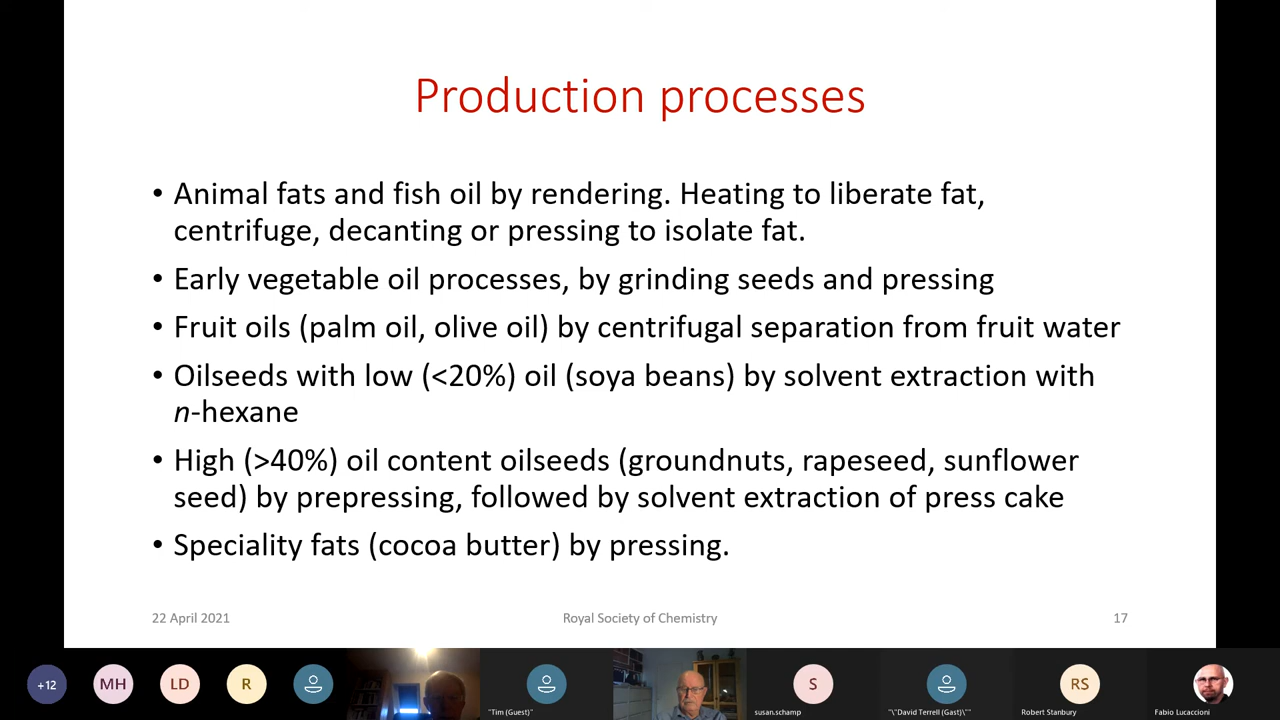 Production processes
• Animal fats and fish oil by rendering. Heating to liberate fat,
centrifuge, decanting or pressing to isolate fat.
• Early vegetable oil processes, by grinding seeds and pressing
• Fruit oils (palm oil, olive oil) by centrifugal separation from fruit water
• Oilseeds with low (<20%) oil (soya beans) by solvent extraction with
n-hexane
• High (>40%) oil content oilseeds (groundnuts, rapeseed, sunflower
seed) by prepressing, followed by solvent extraction of press cake
• Speciality fats (cocoa butter) by pressing.
22 April 2021 Royal Society of Chemistry 17
+12 MH LD R S RS
"Tim (Guest)" susan.schamp "\"David Terrell (Gast)\"" Robert Stanbury Fabio Lucaccioni